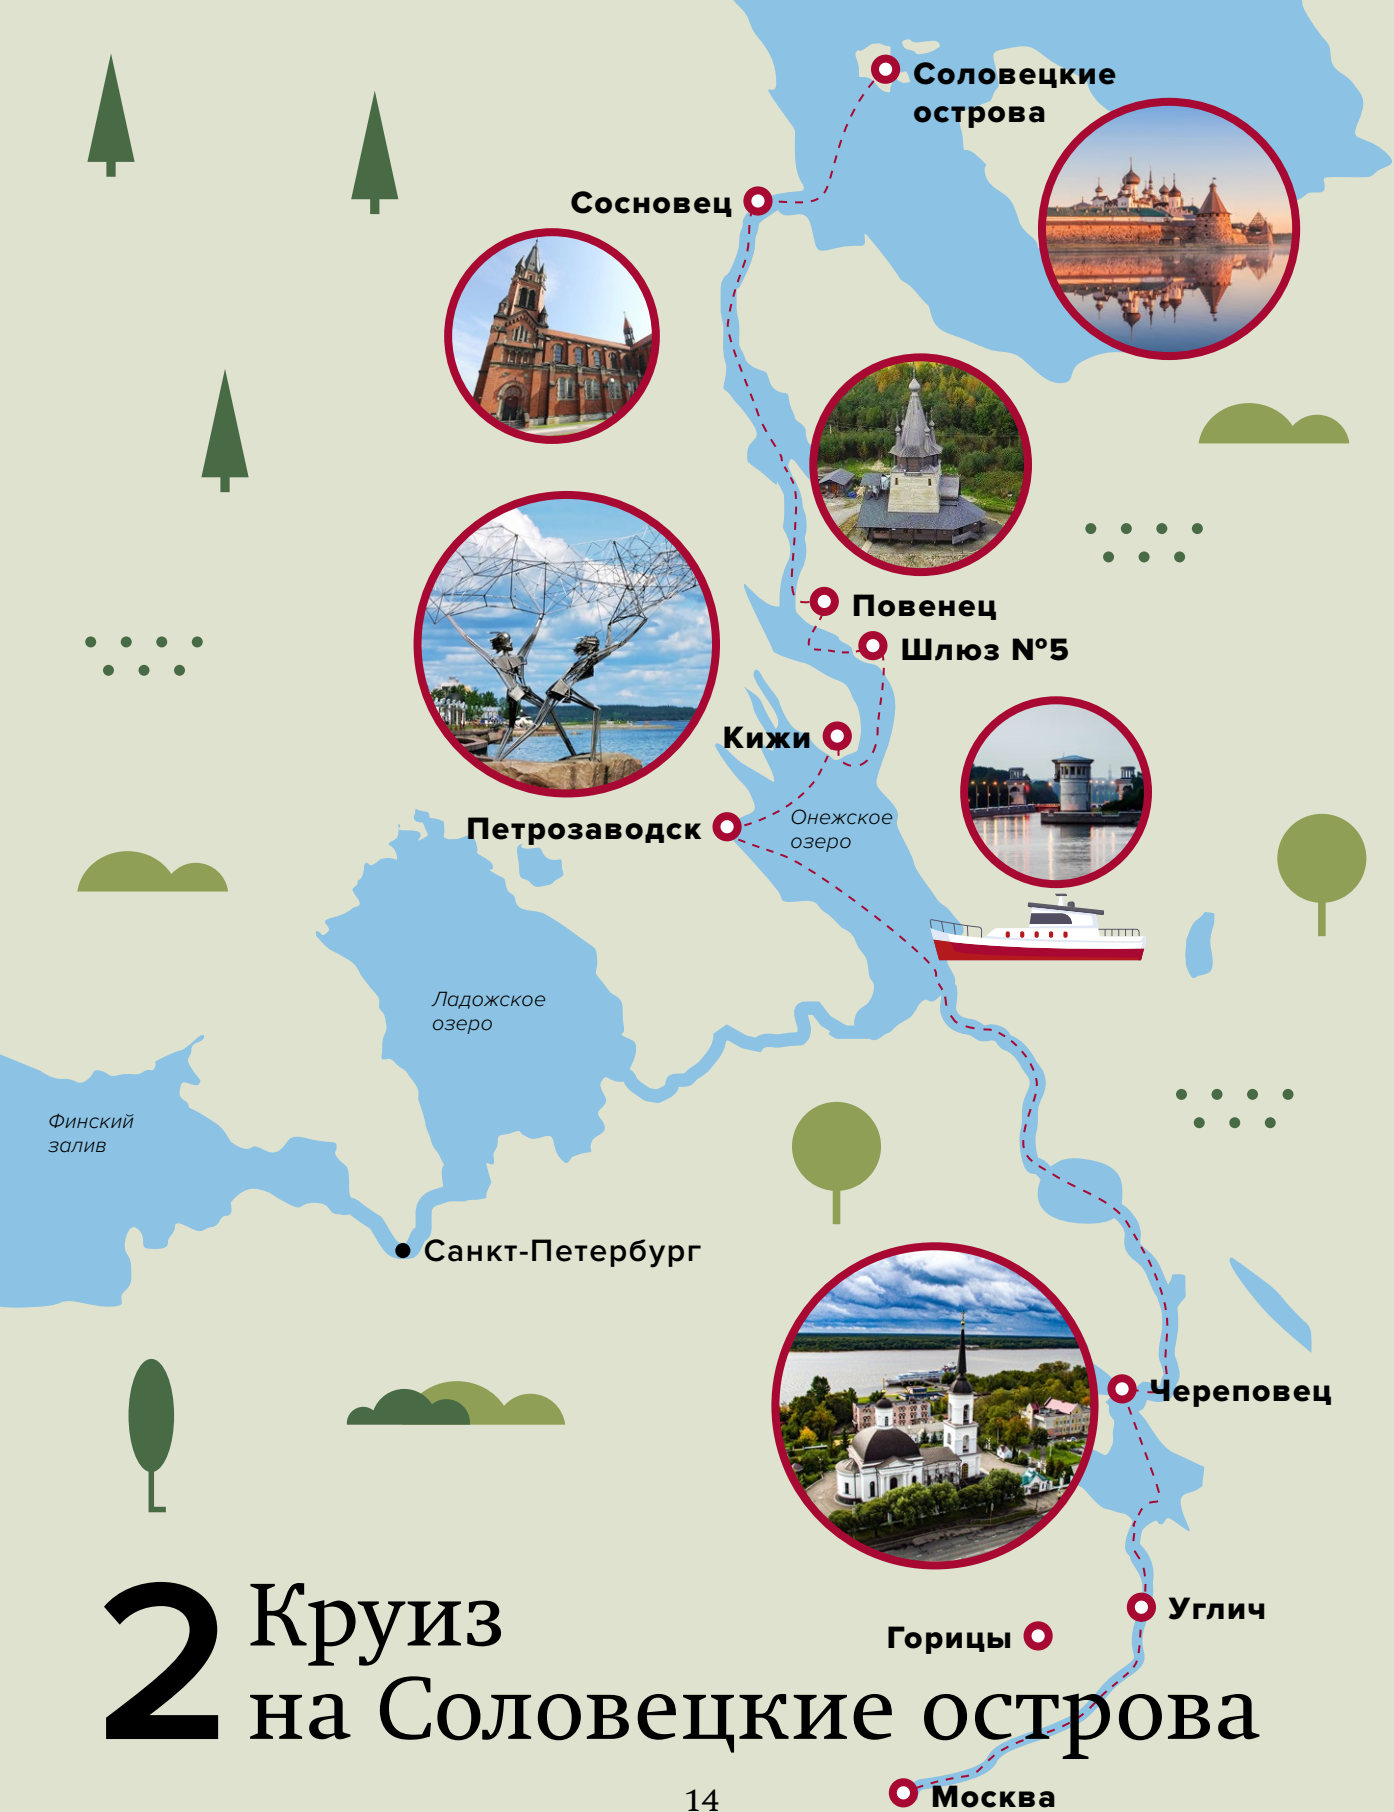 Соловецкие
острова
Сосновец
Повенец
Шлюз №5
Кижи
Онежское
озеро
Петрозаводск
Ладожское
озеро
Финский
залив
Санкт-Петербург
Череповец
Углич
Горицы
2 Круиз
на Соловецкие острова
Москва
14